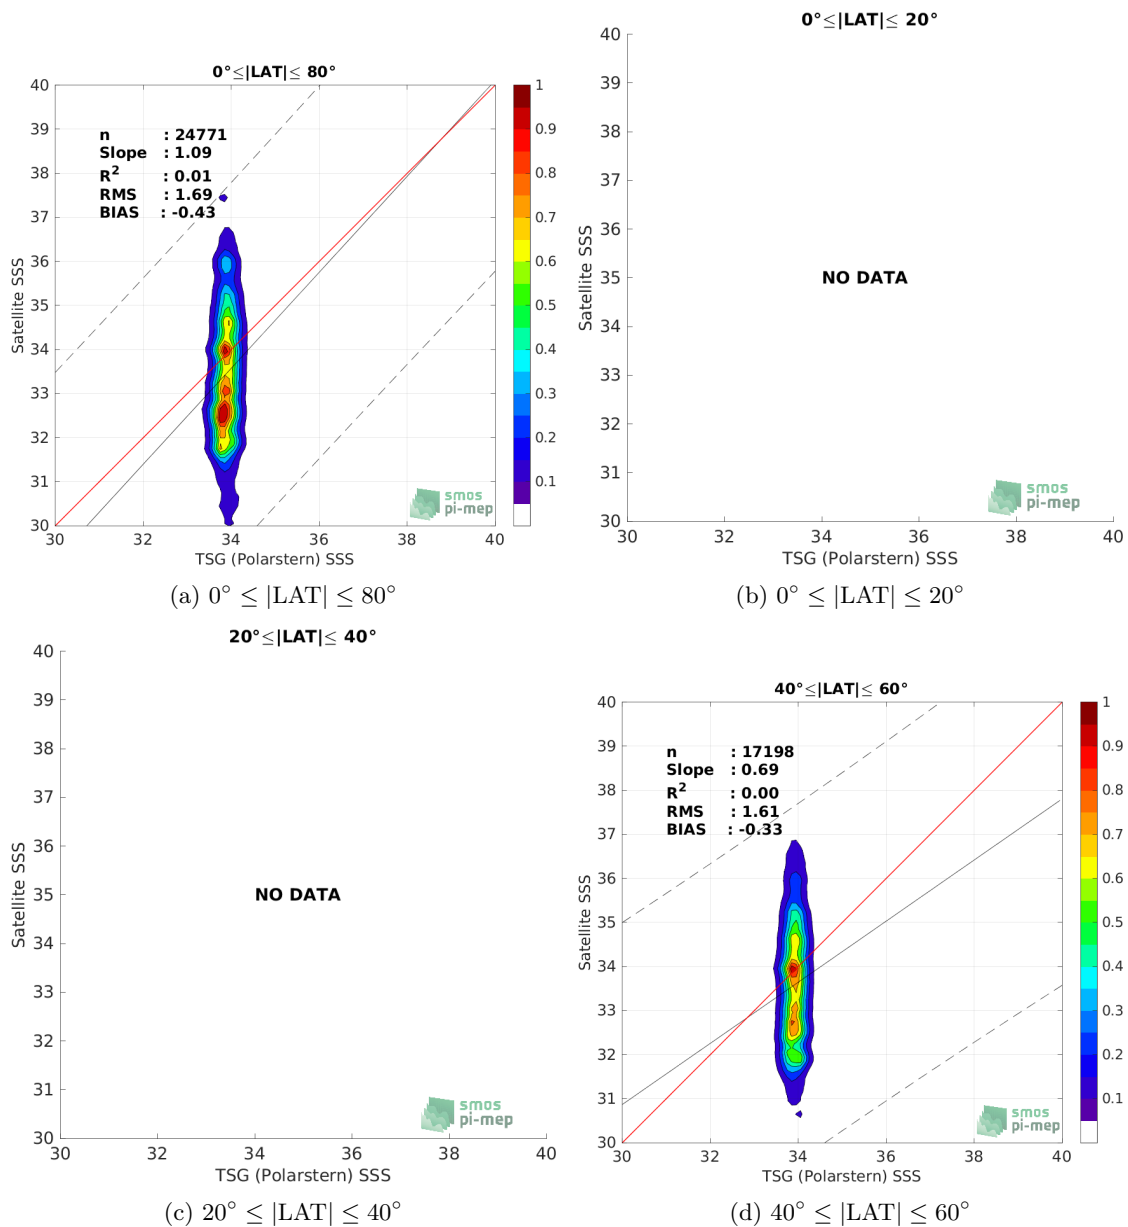 0°≤|LAT|≤ 80°
40
39
38
37
36
35
34
33
32
31
30
Satellite SSS
n : 24771
Slope : 1.09
R² : 0.01
RMS : 1.69
BIAS : -0.43
1
0.9
0.8
0.7
0.6
0.5
0.4
0.3
0.2
0.1
smos
pi-mep
30 32 34 36 38 40
TSG (Polarstern) SSS
(a) 0° ≤ |LAT| ≤ 80°
0°≤|LAT|≤ 20°
40
39
38
37
36
35
34
33
32
31
30
Satellite SSS
NO DATA
smos
pi-mep
30 32 34 36 38 40
TSG (Polarstern) SSS
(b) 0° ≤ |LAT| ≤ 20°
20°≤|LAT|≤ 40°
40
39
38
37
36
35
34
33
32
31
30
Satellite SSS
NO DATA
smos
pi-mep
30 32 34 36 38 40
TSG (Polarstern) SSS
(c) 20° ≤ |LAT| ≤ 40°
40°≤|LAT|≤ 60°
40
39
38
37
36
35
34
33
32
31
30
Satellite SSS
n : 17198
Slope : 0.69
R² : 0.00
RMS : 1.61
BIAS : -0.33
1
0.9
0.8
0.7
0.6
0.5
0.4
0.3
0.2
0.1
smos
pi-mep
30 32 34 36 38 40
TSG (Polarstern) SSS
(d) 40° ≤ |LAT| ≤ 60°